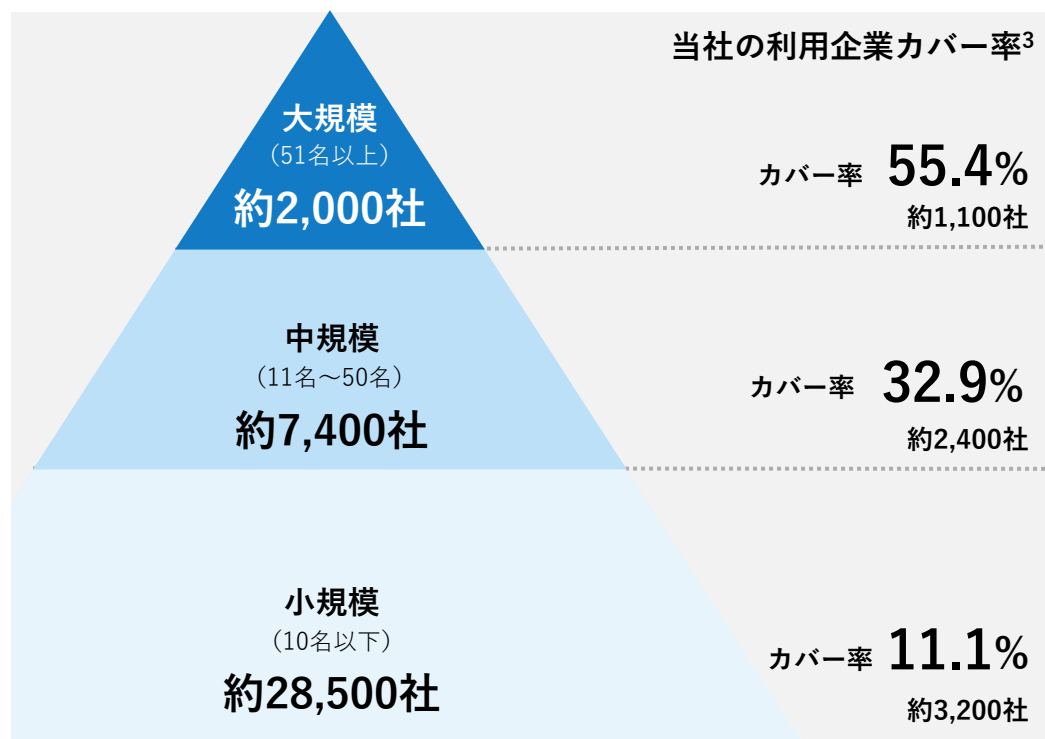 当社の利用企業カバー率3
大規模
（51名以上）
約2,000社
カバー率 55.4%
約1,100社
中規模
（11名～50名）
約7,400社
カバー率 32.9%
約2,400社
小規模
（10名以下）
約28,500社
カバー率 11.1%
約3,200社